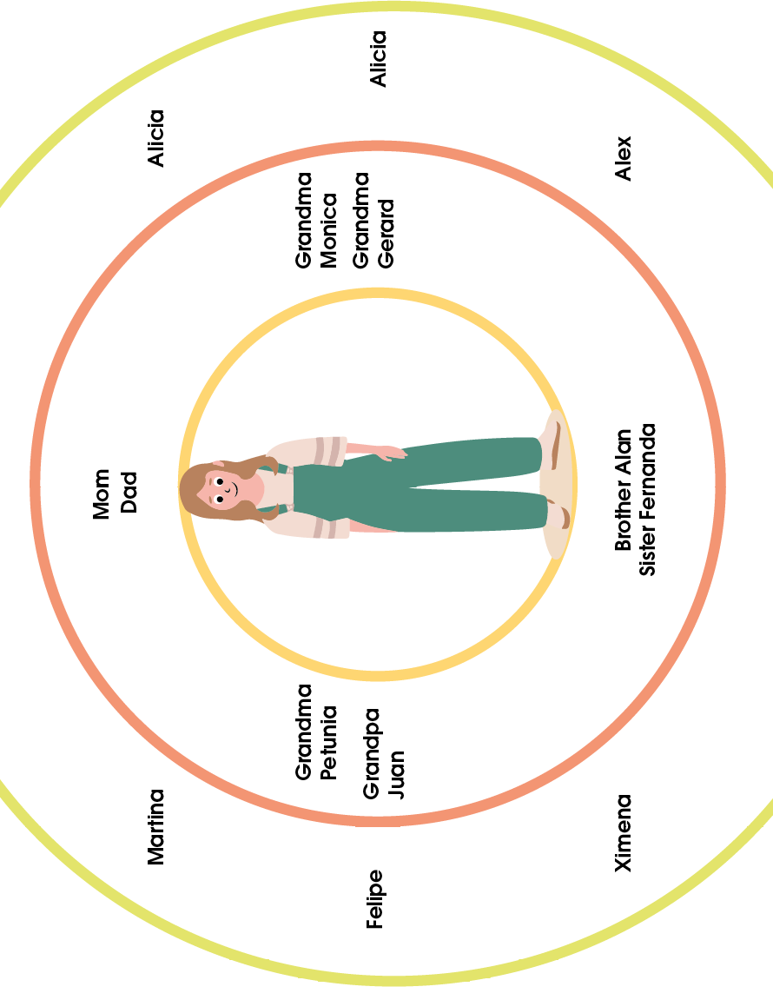 Mom
Dad
Martina
Alicia
Grandma
Petunia
Grandpa
Juan
Grandma
Monica
Grandma
Gerard
Felipe
Alicia
Ximena
Brother Alan
Sister Fernanda
Alex